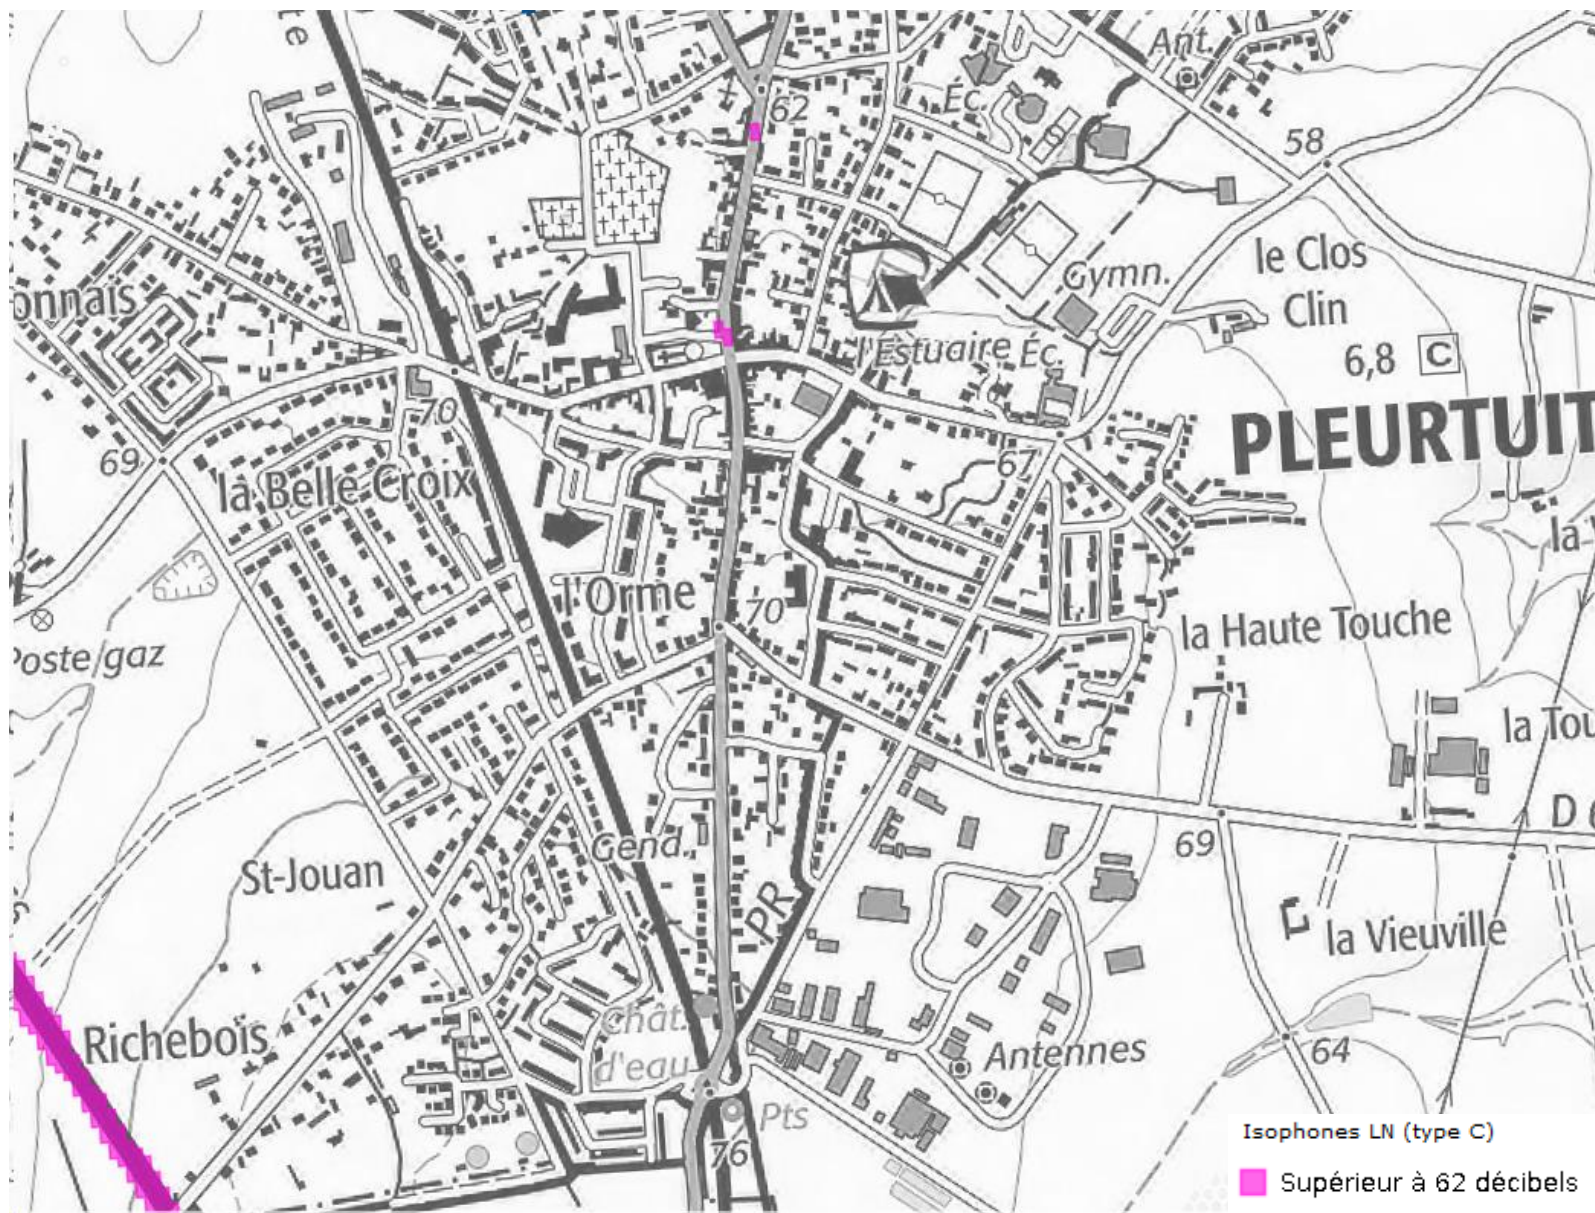 te
Ant.
Éc.
62
58
le Clos
Clin
Gymn.
onnais
l'Estuaire Éc.
6,8 C
70
PLEURTUIT
69
67
la Belle Croix
la
l'Orme
70
la Haute Touche
Poste gaz
la Tou
D
69
Gend.
St-Jouan
PR
la Vieuville
Richebois
Chât.
d'eau
Antennes
64
Pts
76
Isophones LN (type C)
Supérieur à 62 décibels